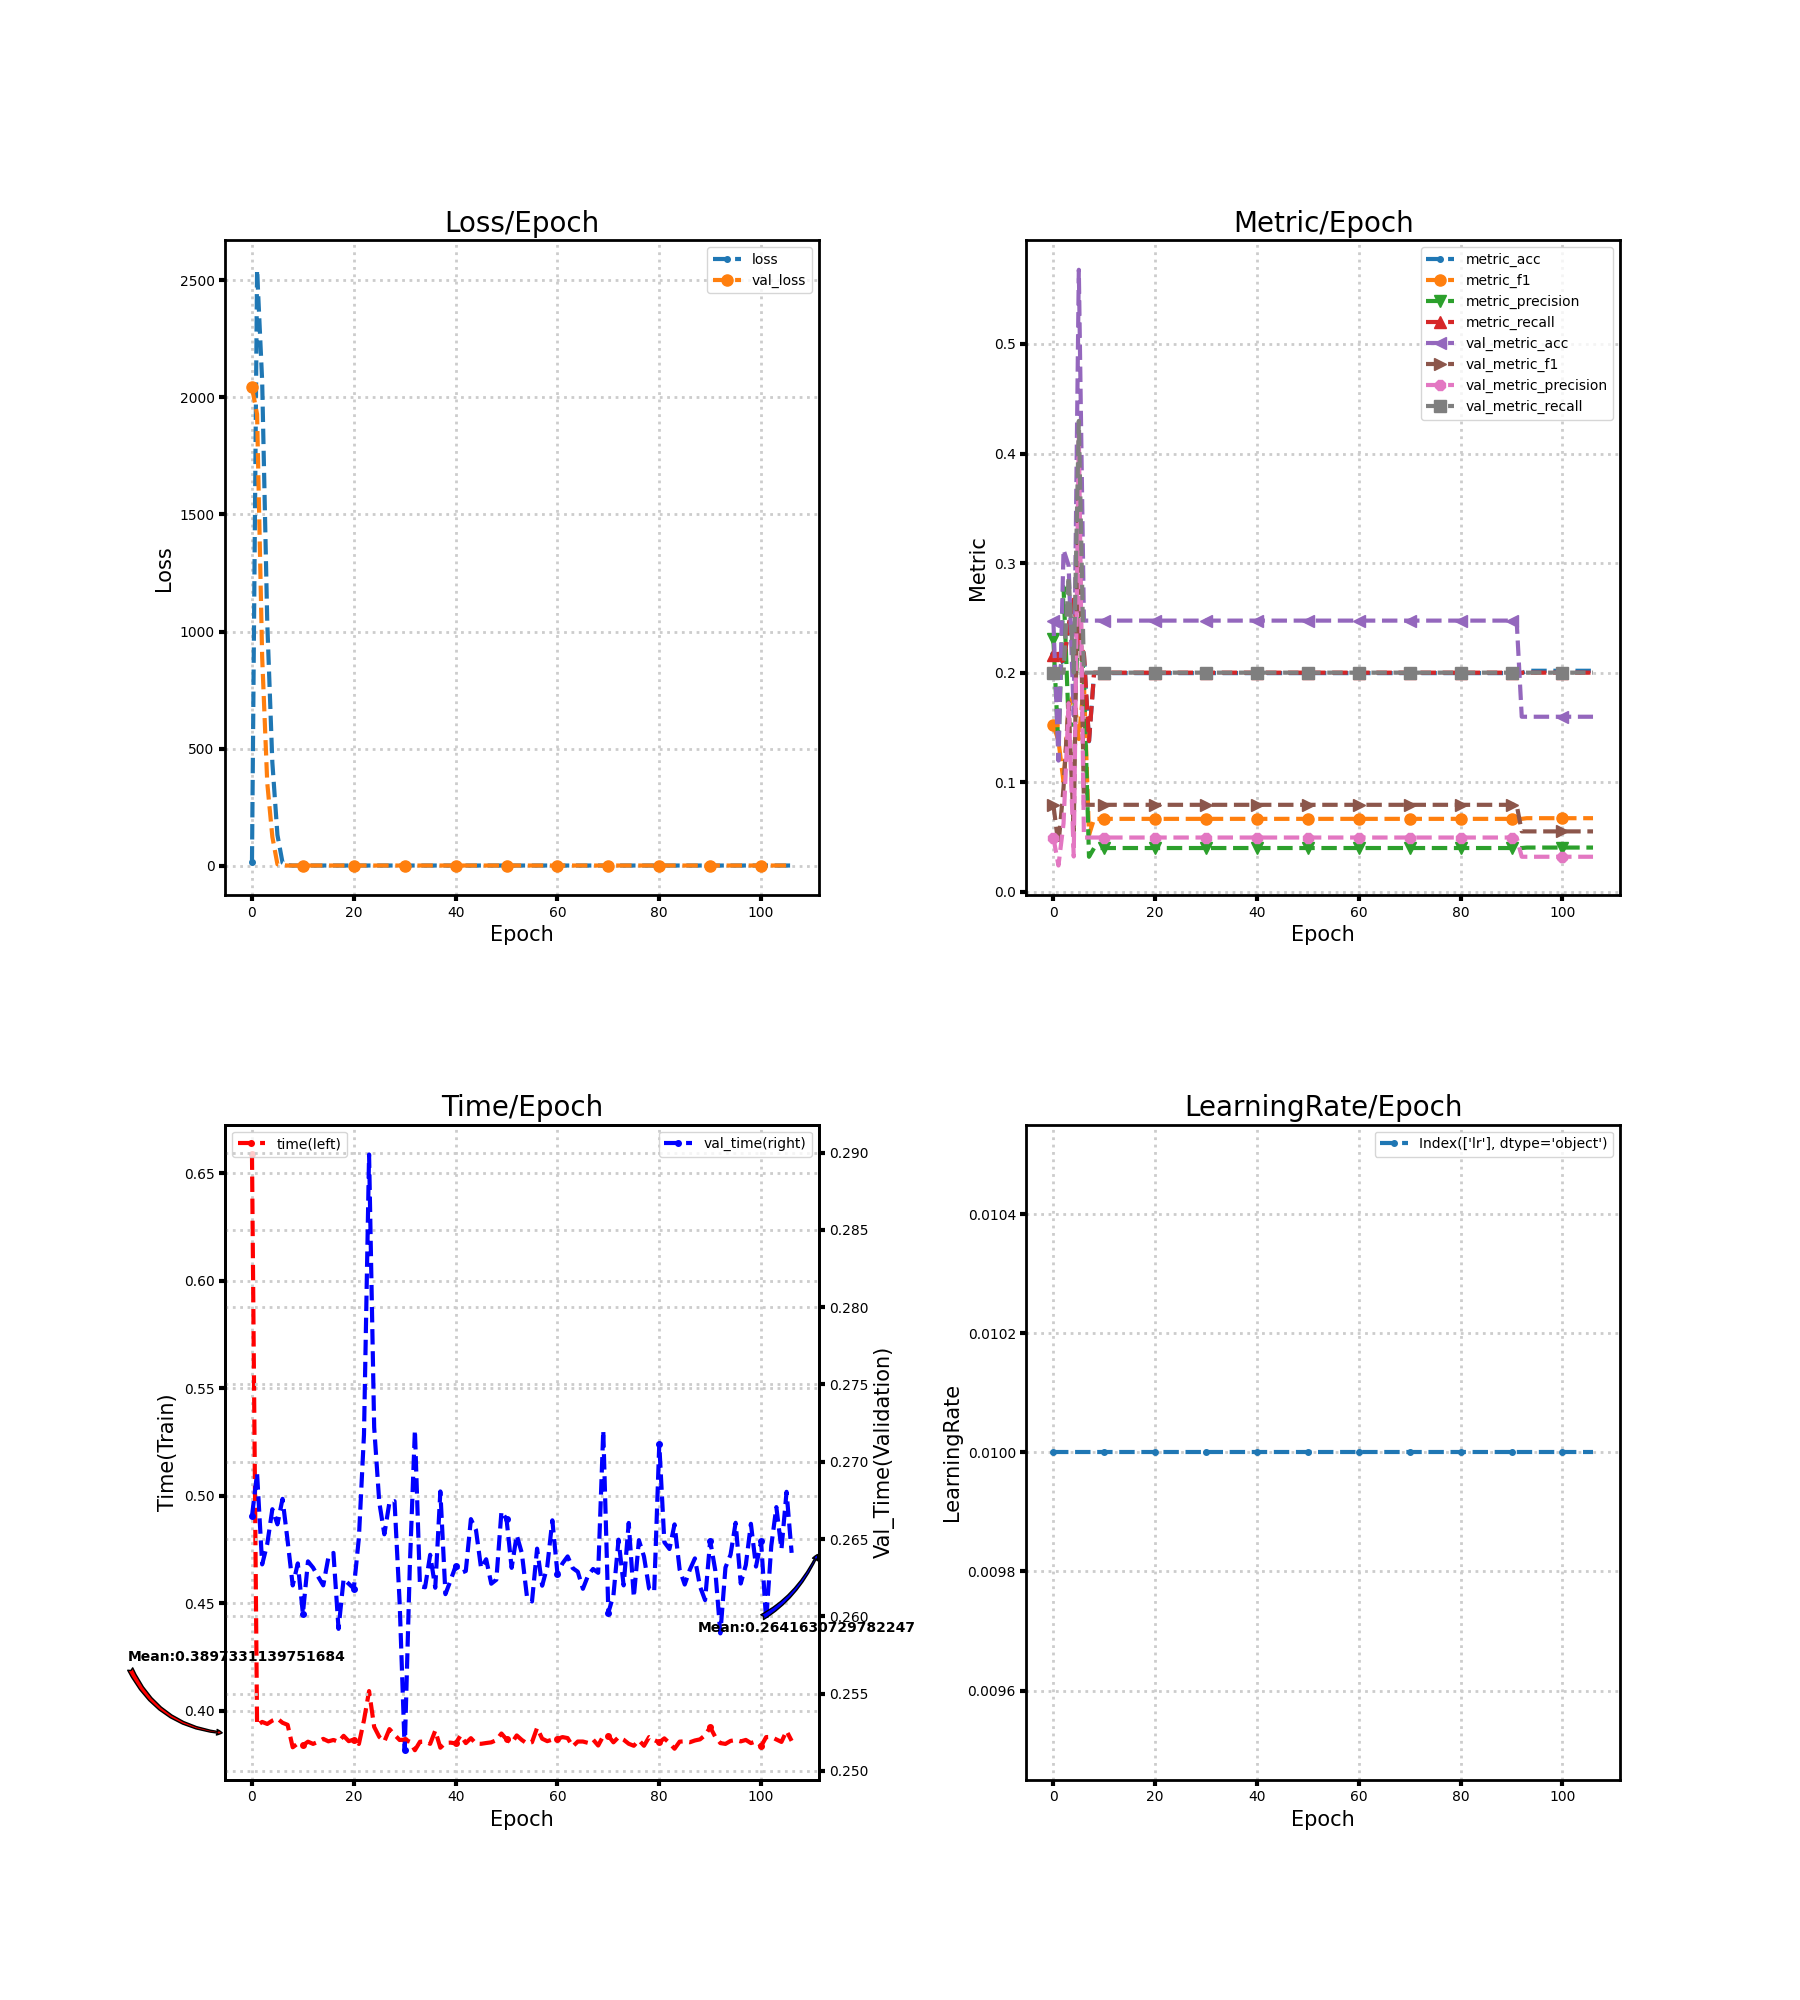 Loss/Epoch
loss
val_loss
2500
2000
1500
1000
500
0
Loss
0 20 40 60 80 100
Epoch
Metric/Epoch
metric_acc
metric_f1
metric_precision
metric_recall
val_metric_acc
val_metric_f1
val_metric_precision
val_metric_recall
0.5
0.4
0.3
0.2
0.1
0.0
Metric
0 20 40 60 80 100
Epoch
Time/Epoch
time(left)
val_time(right)
0.65
0.60
0.55
0.50
0.45
0.40
Time(Train)
0.290
0.285
0.280
0.275
0.270
0.265
0.260
0.255
0.250
Val_Time(Validation)
Mean:0.2641630729782247
Mean:0.3897331139751684
0 20 40 60 80 100
Epoch
LearningRate/Epoch
Index(['lr'], dtype='object')
0.0104
0.0102
0.0100
0.0098
0.0096
LearningRate
0 20 40 60 80 100
Epoch